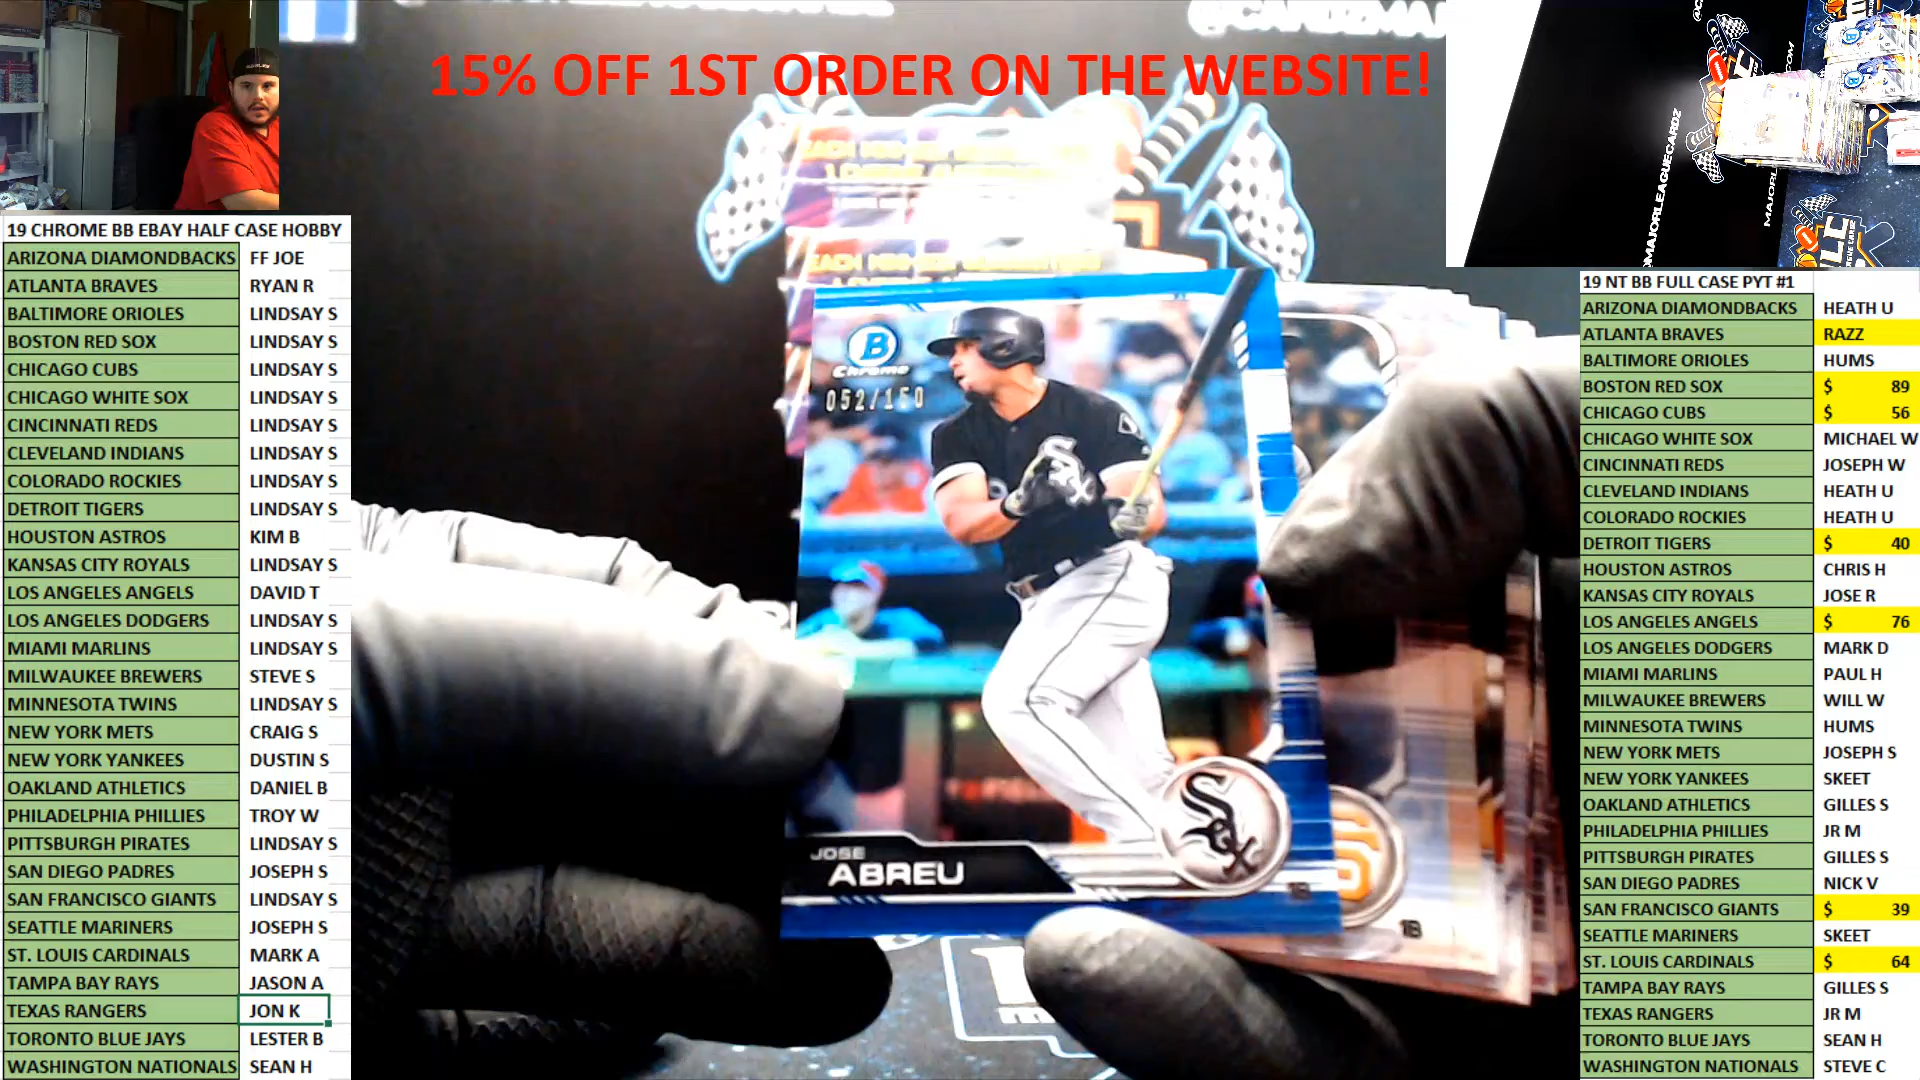 15% OFF 1ST ORDER ON THE WEBSITE!
19 CHROME BB EBAY HALF CASE HOBBY
ARIZONA DIAMONDBACKS FF JOE
ATLANTA BRAVES RYAN R
BALTIMORE ORIOLES LINDSAY S
BOSTON RED SOX LINDSAY S
CHICAGO CUBS LINDSAY S
CHICAGO WHITE SOX LINDSAY S
CINCINNATI REDS LINDSAY S
CLEVELAND INDIANS LINDSAY S
COLORADO ROCKIES LINDSAY S
DETROIT TIGERS LINDSAY S
HOUSTON ASTROS KIM B
KANSAS CITY ROYALS LINDSAY S
LOS ANGELES ANGELS DAVID T
LOS ANGELES DODGERS LINDSAY S
MIAMI MARLINS LINDSAY S
MILWAUKEE BREWERS STEVE S
MINNESOTA TWINS LINDSAY S
NEW YORK METS CRAIG S
NEW YORK YANKEES DUSTIN S
OAKLAND ATHLETICS DANIEL B
PHILADELPHIA PHILLIES TROY W
PITTSBURGH PIRATES LINDSAY S
SAN DIEGO PADRES JOSEPH S
SAN FRANCISCO GIANTS LINDSAY S
SEATTLE MARINERS JOSEPH S
ST. LOUIS CARDINALS MARK A
TAMPA BAY RAYS JASON A
TEXAS RANGERS JON K
TORONTO BLUE JAYS LESTER B
WASHINGTON NATIONALS SEAN H
B
Chrome
052/150
Sox
JOSE
ABREU
Sox
1B
1B
OMAJORLEAGUECARDZ
19 NT BB FULL CASE PYT #1
ARIZONA DIAMONDBACKS HEATH U
ATLANTA BRAVES RAZZ
BALTIMORE ORIOLES HUMS
BOSTON RED SOX $ 89
CHICAGO CUBS $ 56
CHICAGO WHITE SOX MICHAEL W
CINCINNATI REDS JOSEPH W
CLEVELAND INDIANS HEATH U
COLORADO ROCKIES HEATH U
DETROIT TIGERS $ 40
HOUSTON ASTROS CHRIS H
KANSAS CITY ROYALS JOSE R
LOS ANGELES ANGELS $ 76
LOS ANGELES DODGERS MARK D
MIAMI MARLINS PAUL H
MILWAUKEE BREWERS WILL W
MINNESOTA TWINS HUMS
NEW YORK METS JOSEPH S
NEW YORK YANKEES SKEET
OAKLAND ATHLETICS GILLES S
PHILADELPHIA PHILLIES JR M
PITTSBURGH PIRATES GILLES S
SAN DIEGO PADRES NICK V
SAN FRANCISCO GIANTS $ 39
SEATTLE MARINERS SKEET
ST. LOUIS CARDINALS $ 64
TAMPA BAY RAYS GILLES S
TEXAS RANGERS JR M
TORONTO BLUE JAYS SEAN H
WASHINGTON NATIONALS STEVE C